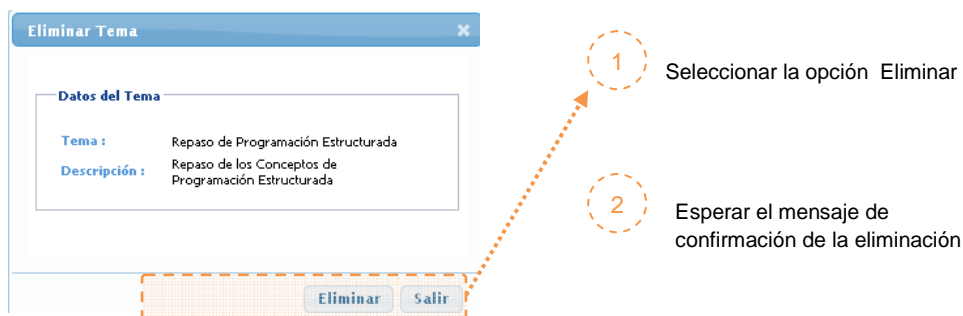 Eliminar Tema
Datos del Tema
Tema : Repaso de Programación Estructurada
Descripción : Repaso de los Conceptos de
Programación Estructurada
Eliminar Salir
1 Seleccionar la opción Eliminar
2 Esperar el mensaje de
confirmación de la eliminación